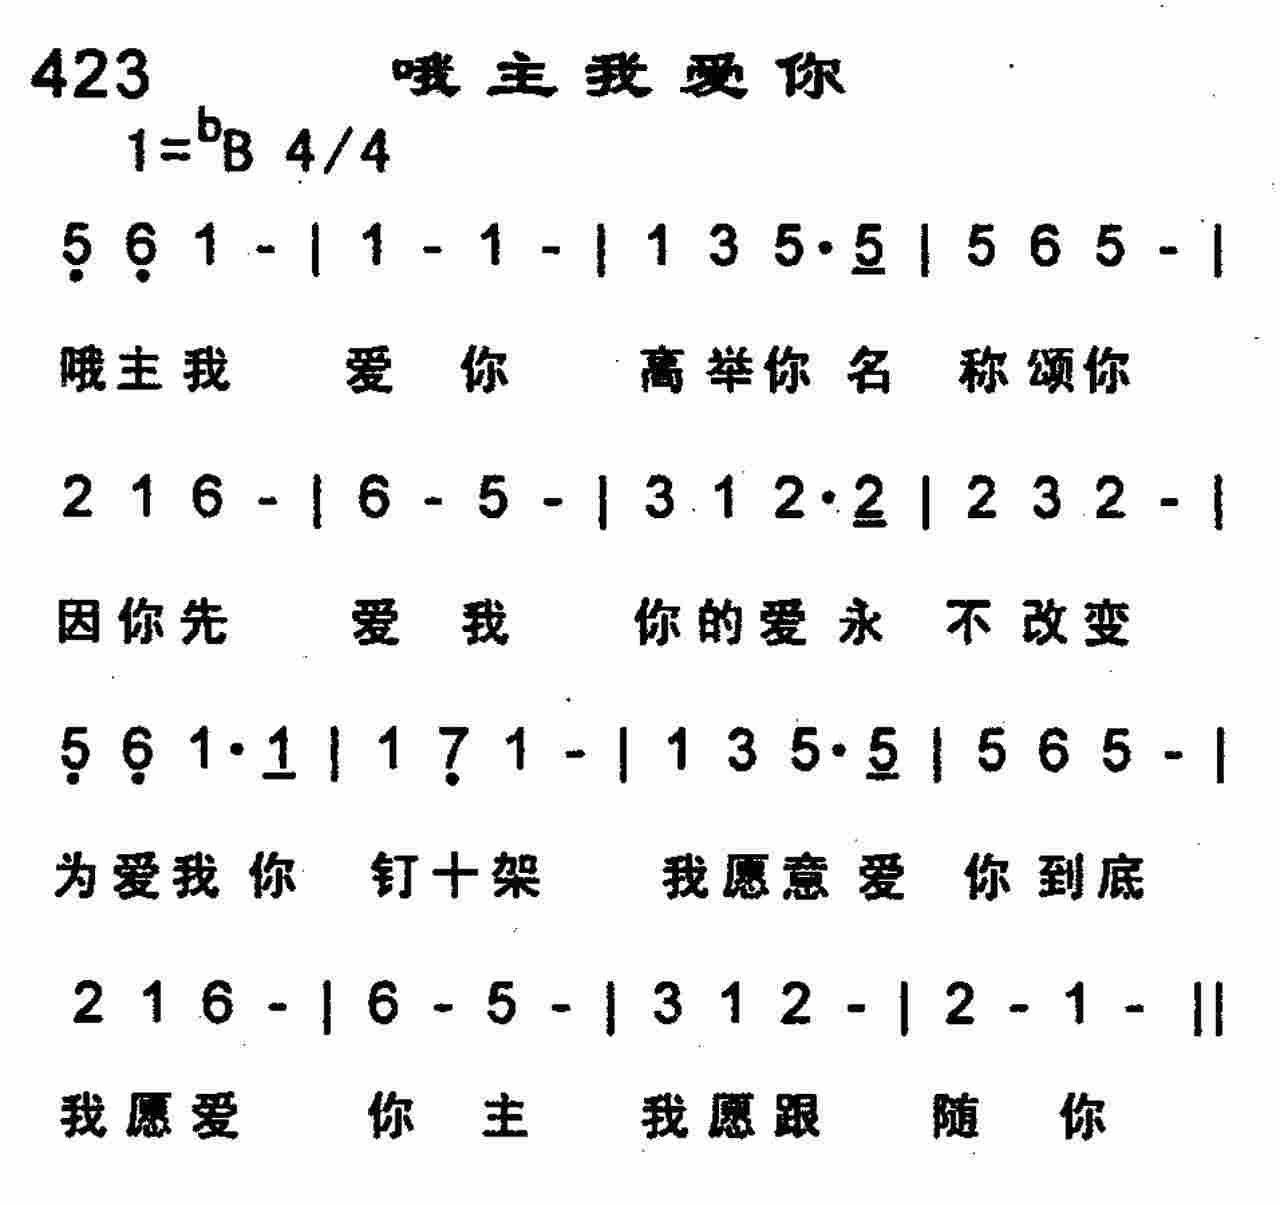 423 哦主我爱你
1=ᵇB 4/4
5̣ 6̣ 1 - | 1 - 1 - | 1 3 5· 5̲ | 5 6 5 - |
哦主我 爱 你 高举你名 称颂你
2 1 6 - | 6 - 5 - | 3 1 2· 2̳ | 2 3 2 - |
因你先 爱 我 你的爱永 不改变
5̣ 6̣ 1· 1̲ | 1 7̣ 1 - | 1 3 5· 5̲ | 5 6 5 - |
为爱我你 钉十架 我愿意爱 你到底
2 1 6 - | 6 - 5 - | 3 1 2 - | 2 - 1 - ||
我愿爱 你 主 我愿跟 随 你